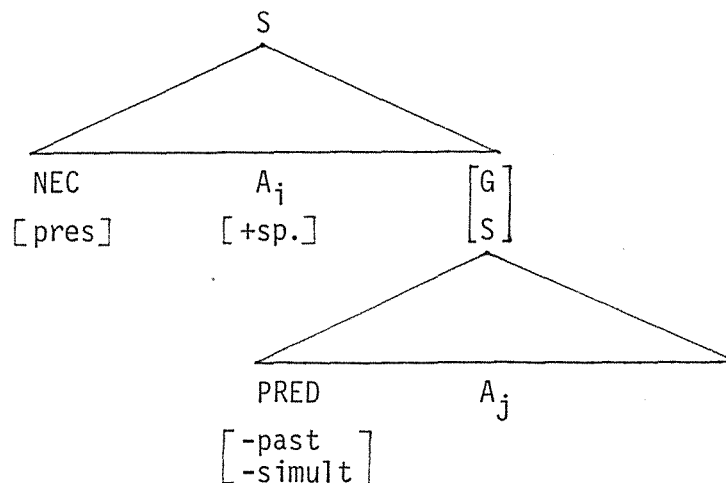 S
NEC A_i [G
[pres] [+sp.] S]
PRED A_j
[-past
-simult]